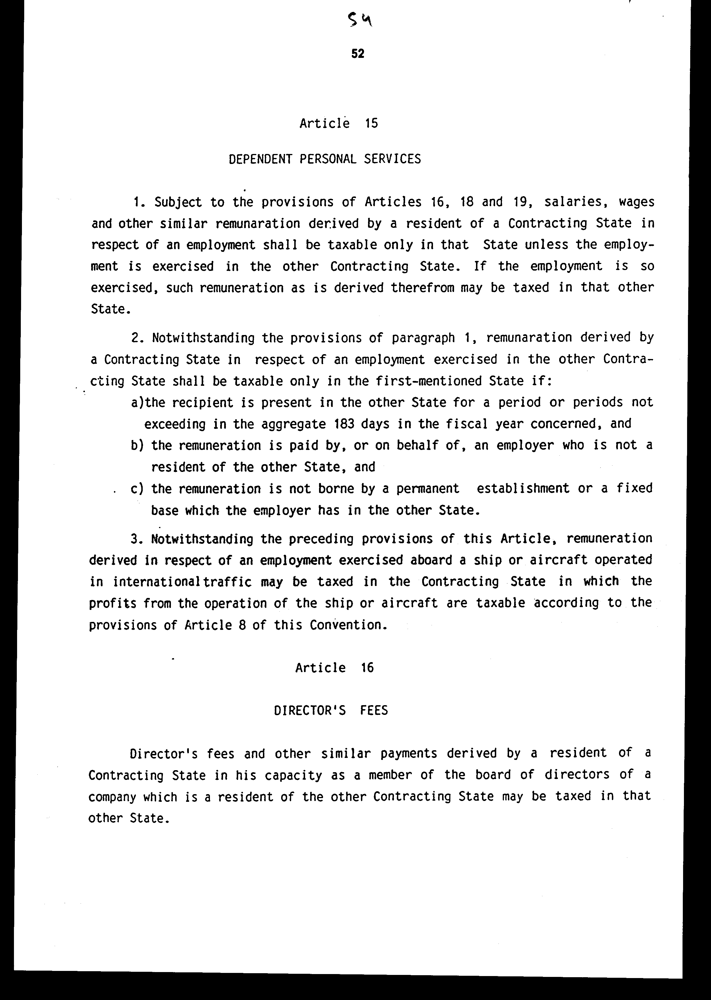 54
52
Article 15
DEPENDENT PERSONAL SERVICES
1. Subject to the provisions of Articles 16, 18 and 19, salaries, wages
and other similar remunaration derived by a resident of a Contracting State in
respect of an employment shall be taxable only in that State unless the employ-
ment is exercised in the other Contracting State. If the employment is so
exercised, such remuneration as is derived therefrom may be taxed in that other
State.
2. Notwithstanding the provisions of paragraph 1, remunaration derived by
a Contracting State in respect of an employment exercised in the other Contra-
cting State shall be taxable only in the first-mentioned State if:
a)the recipient is present in the other State for a period or periods not
exceeding in the aggregate 183 days in the fiscal year concerned, and
b) the remuneration is paid by, or on behalf of, an employer who is not a
resident of the other State, and
c) the remuneration is not borne by a permanent establishment or a fixed
base which the employer has in the other State.
3. Notwithstanding the preceding provisions of this Article, remuneration
derived in respect of an employment exercised aboard a ship or aircraft operated
in internationaltraffic may be taxed in the Contracting State in which the
profits from the operation of the ship or aircraft are taxable according to the
provisions of Article 8 of this Convention.
Article 16
DIRECTOR'S FEES
Director's fees and other similar payments derived by a resident of a
Contracting State in his capacity as a member of the board of directors of a
company which is a resident of the other Contracting State may be taxed in that
other State.